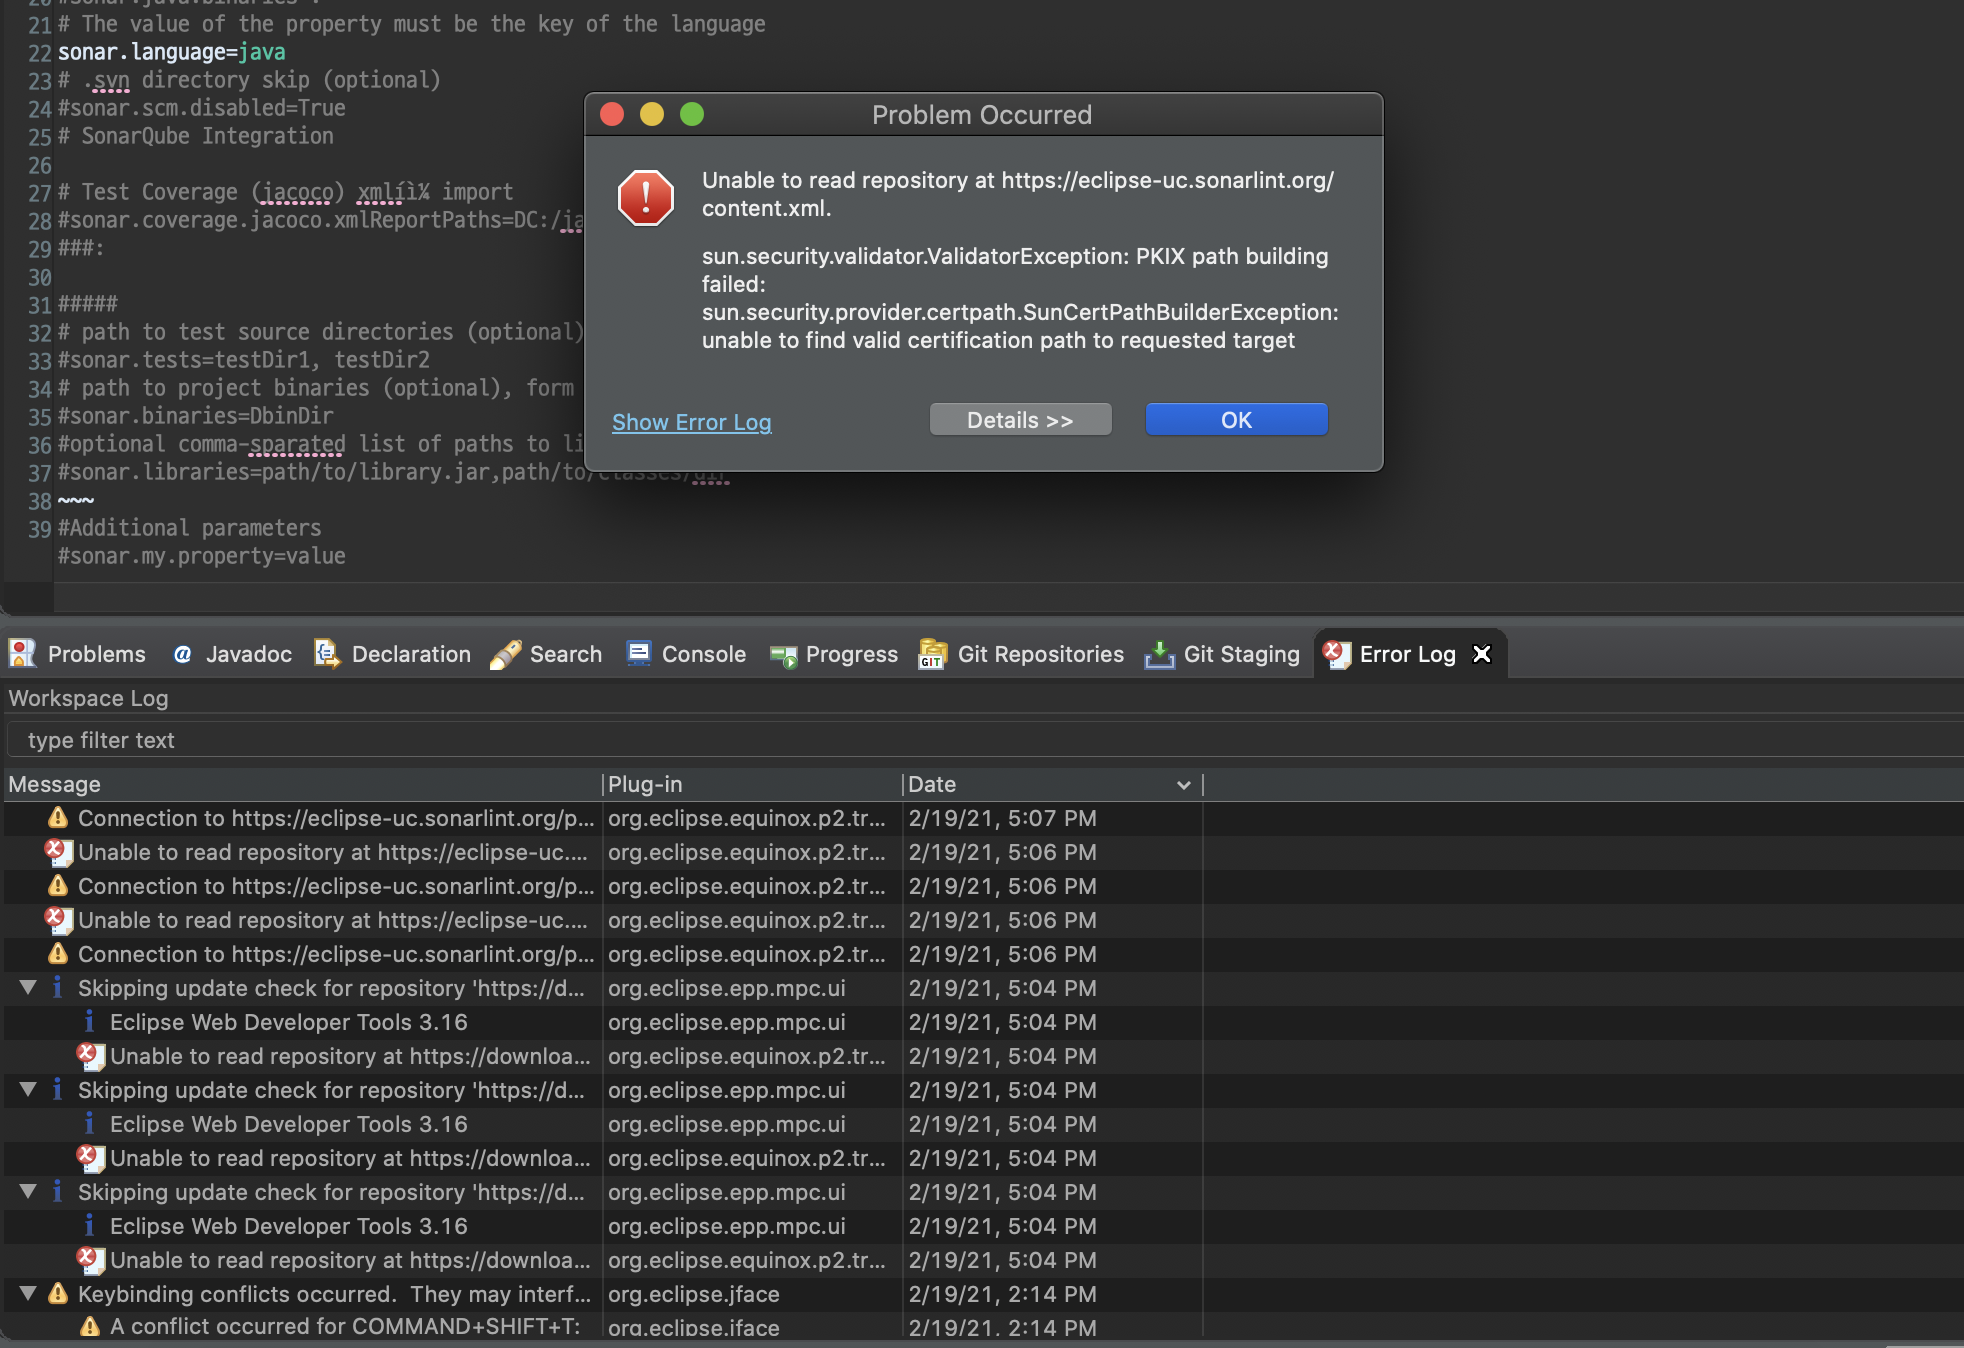 20 #sonar.java.binaries .
21 # The value of the property must be the key of the language
22 sonar.language=java
23 # .svn directory skip (optional)
24 #sonar.scm.disabled=True
25 # SonarQube Integration
26
27 # Test Coverage (jacoco) xmlíì¼ import
28 #sonar.coverage.jacoco.xmlReportPaths=DC:/ja
29 ###:
30
31 #####
32 # path to test source directories (optional)
33 #sonar.tests=testDir1, testDir2
34 # path to project binaries (optional), form
35 #sonar.binaries=DbinDir
36 #optional comma-sparated list of paths to li
37 #sonar.libraries=path/to/library.jar,path/to/classes/dir
38 ~~~
39 #Additional parameters
#sonar.my.property=value
Problem Occurred
Unable to read repository at https://eclipse-uc.sonarlint.org/
content.xml.
sun.security.validator.ValidatorException: PKIX path building
failed:
sun.security.provider.certpath.SunCertPathBuilderException:
unable to find valid certification path to requested target
Show Error Log Details >> OK
Problems @ Javadoc Declaration Search Console Progress GIT Git Repositories Git Staging Error Log
Workspace Log
type filter text
Message Plug-in Date
Connection to https://eclipse-uc.sonarlint.org/p... org.eclipse.equinox.p2.tr... 2/19/21, 5:07 PM
Unable to read repository at https://eclipse-uc.... org.eclipse.equinox.p2.tr... 2/19/21, 5:06 PM
Connection to https://eclipse-uc.sonarlint.org/p... org.eclipse.equinox.p2.tr... 2/19/21, 5:06 PM
Unable to read repository at https://eclipse-uc.... org.eclipse.equinox.p2.tr... 2/19/21, 5:06 PM
Connection to https://eclipse-uc.sonarlint.org/p... org.eclipse.equinox.p2.tr... 2/19/21, 5:06 PM
Skipping update check for repository 'https://d... org.eclipse.epp.mpc.ui 2/19/21, 5:04 PM
Eclipse Web Developer Tools 3.16 org.eclipse.epp.mpc.ui 2/19/21, 5:04 PM
Unable to read repository at https://downloa... org.eclipse.equinox.p2.tr... 2/19/21, 5:04 PM
Skipping update check for repository 'https://d... org.eclipse.epp.mpc.ui 2/19/21, 5:04 PM
Eclipse Web Developer Tools 3.16 org.eclipse.epp.mpc.ui 2/19/21, 5:04 PM
Unable to read repository at https://downloa... org.eclipse.equinox.p2.tr... 2/19/21, 5:04 PM
Skipping update check for repository 'https://d... org.eclipse.epp.mpc.ui 2/19/21, 5:04 PM
Eclipse Web Developer Tools 3.16 org.eclipse.epp.mpc.ui 2/19/21, 5:04 PM
Unable to read repository at https://downloa... org.eclipse.equinox.p2.tr... 2/19/21, 5:04 PM
Keybinding conflicts occurred. They may interf... org.eclipse.jface 2/19/21, 2:14 PM
A conflict occurred for COMMAND+SHIFT+T: org.eclipse.jface 2/19/21, 2:14 PM